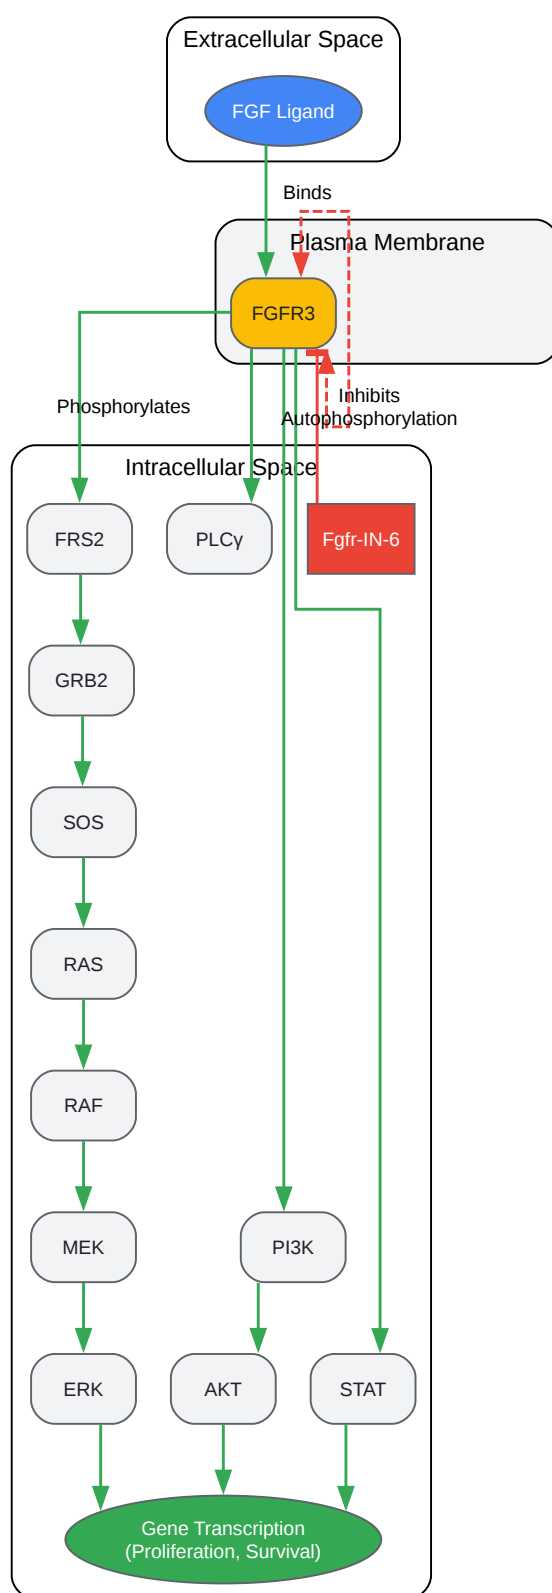 Extracellular Space
FGF Ligand
Binds
Plasma Membrane
FGFR3
Inhibits
Phosphorylates
Autophosphorylation
Intracellular Space
FRS2
PLCγ
Fgfr-IN-6
GRB2
SOS
RAS
RAF
MEK
PI3K
ERK
AKT
STAT
Gene Transcription
(Proliferation, Survival)